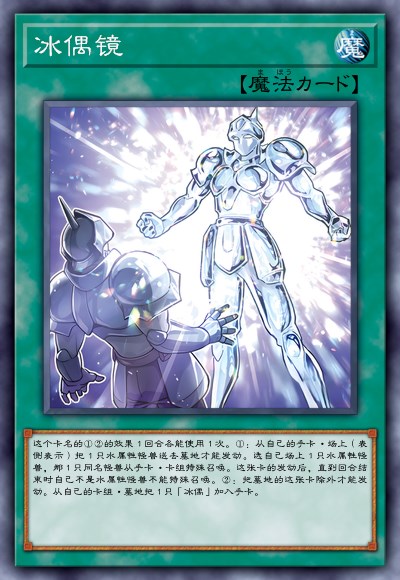 冰偶镜
魔
【魔法カード】
ま ほう
这个卡名的①②的效果1回合各能使用1次。①：从自己的手卡·场上（表
侧表示）把1只水属性怪兽送去墓地才能发动。选自己场上1只水属性怪
兽，那1只同名怪兽从手卡·卡组特殊召唤。这张卡的发动后，直到回合结
束时自己不是水属性怪兽不能特殊召唤。②：把墓地的这张卡除外才能发
动。从自己的卡组·墓地把1只「冰偶」加入手卡。